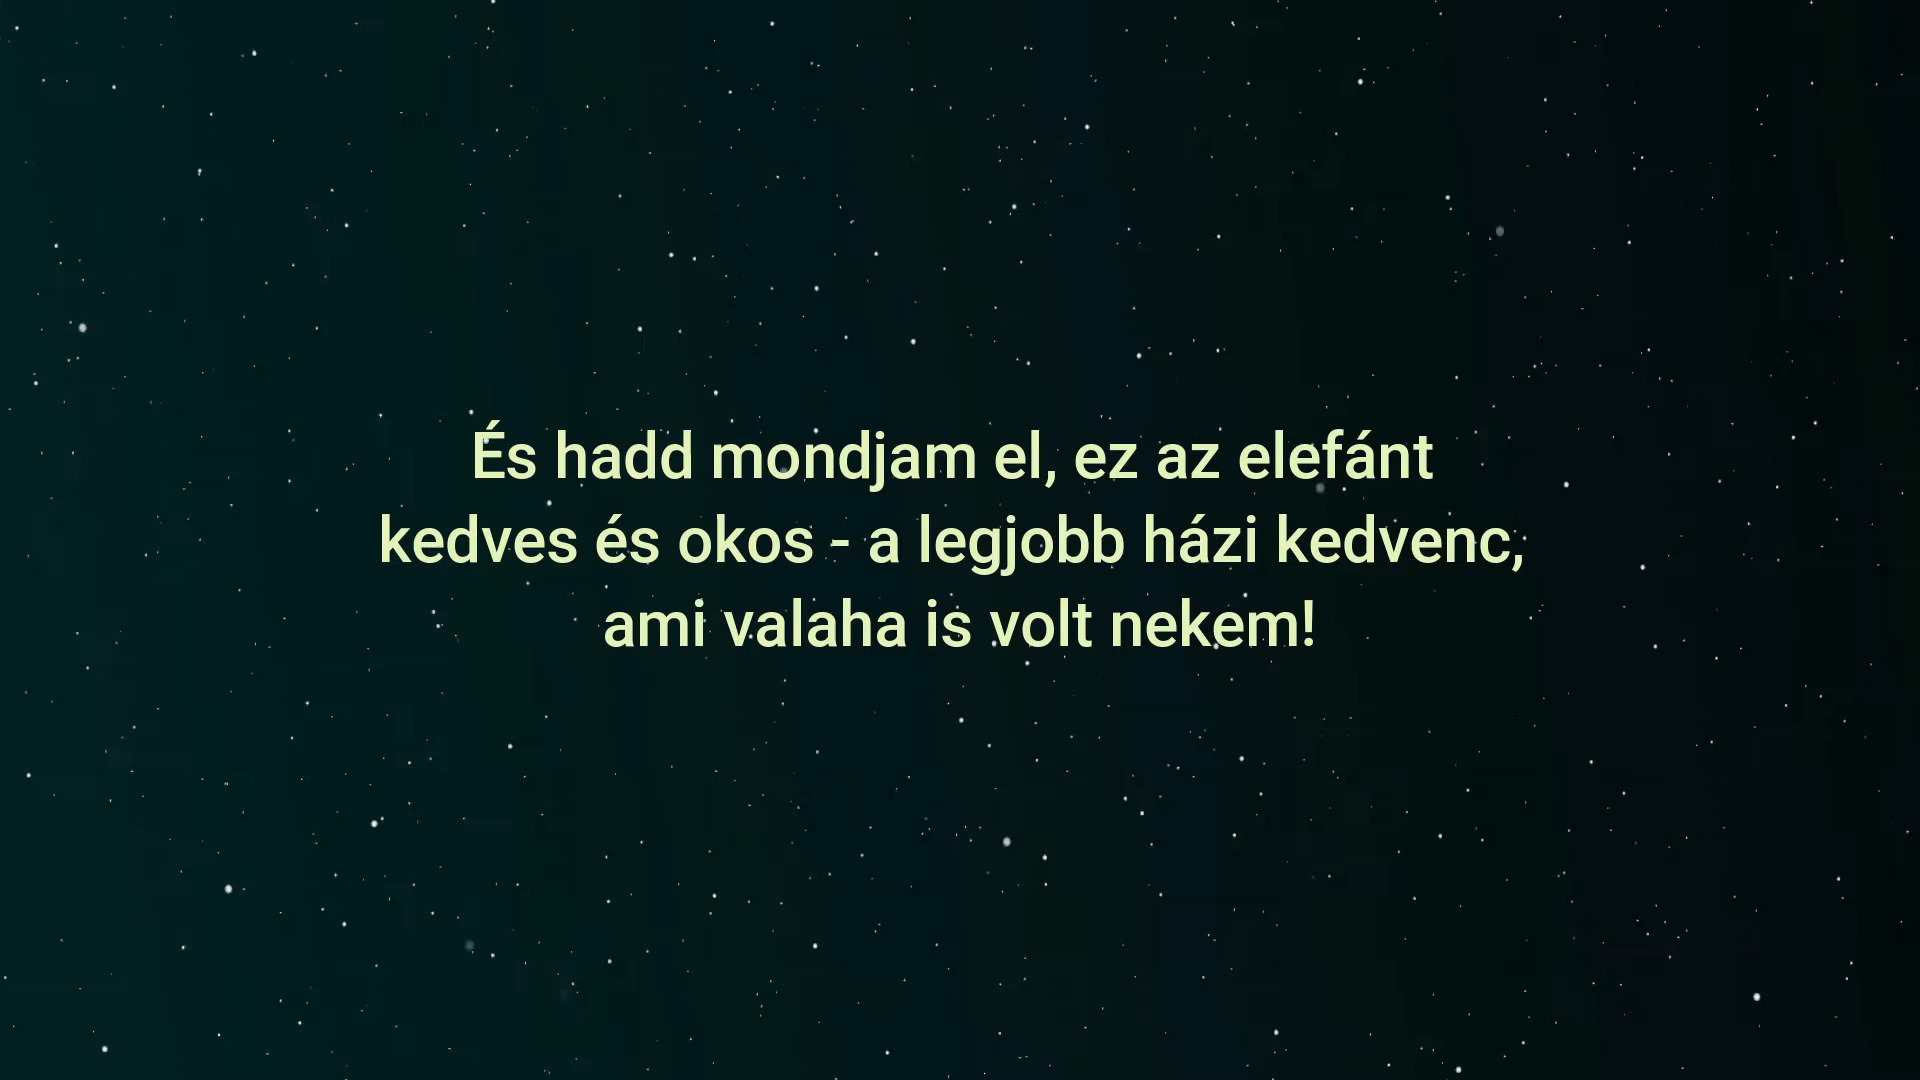 És hadd mondjam el, ez az elefánt
kedves és okos - a legjobb házi kedvenc,
ami valaha is volt nekem!